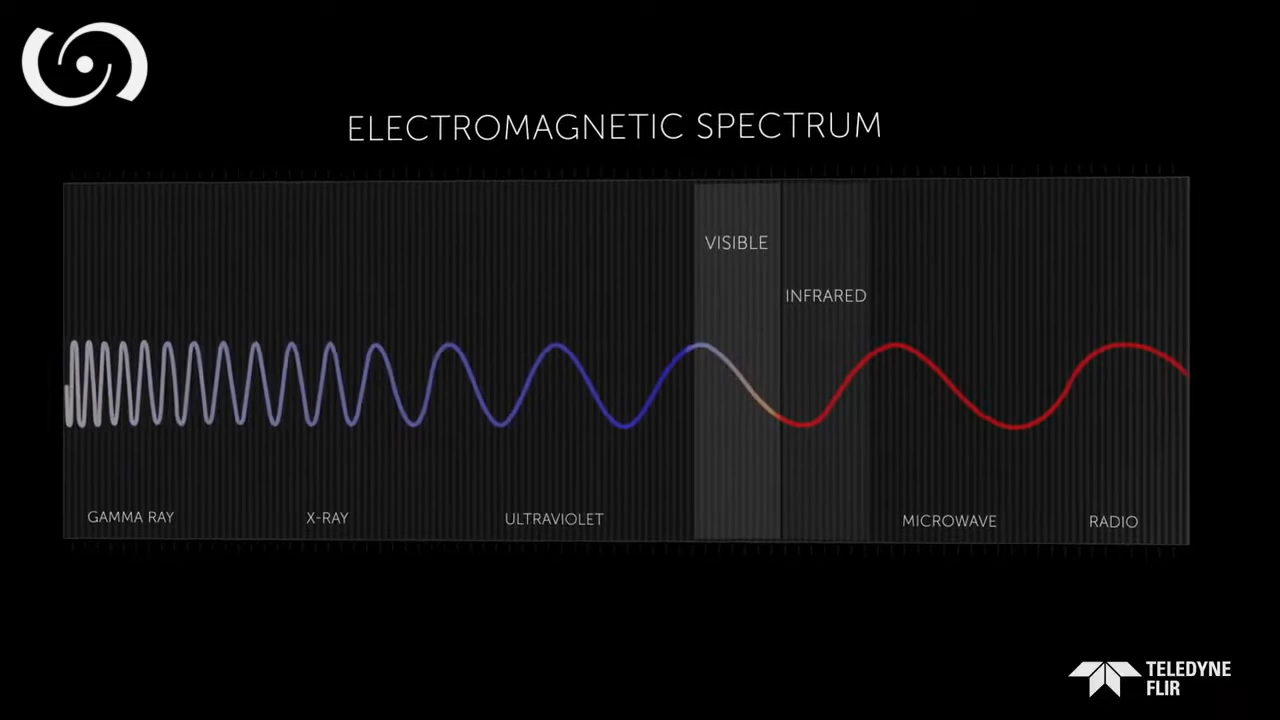 ELECTROMAGNETIC SPECTRUM
VISIBLE
INFRARED
GAMMA RAY
X-RAY
ULTRAVIOLET
MICROWAVE
RADIO
TELEDYNE
FLIR